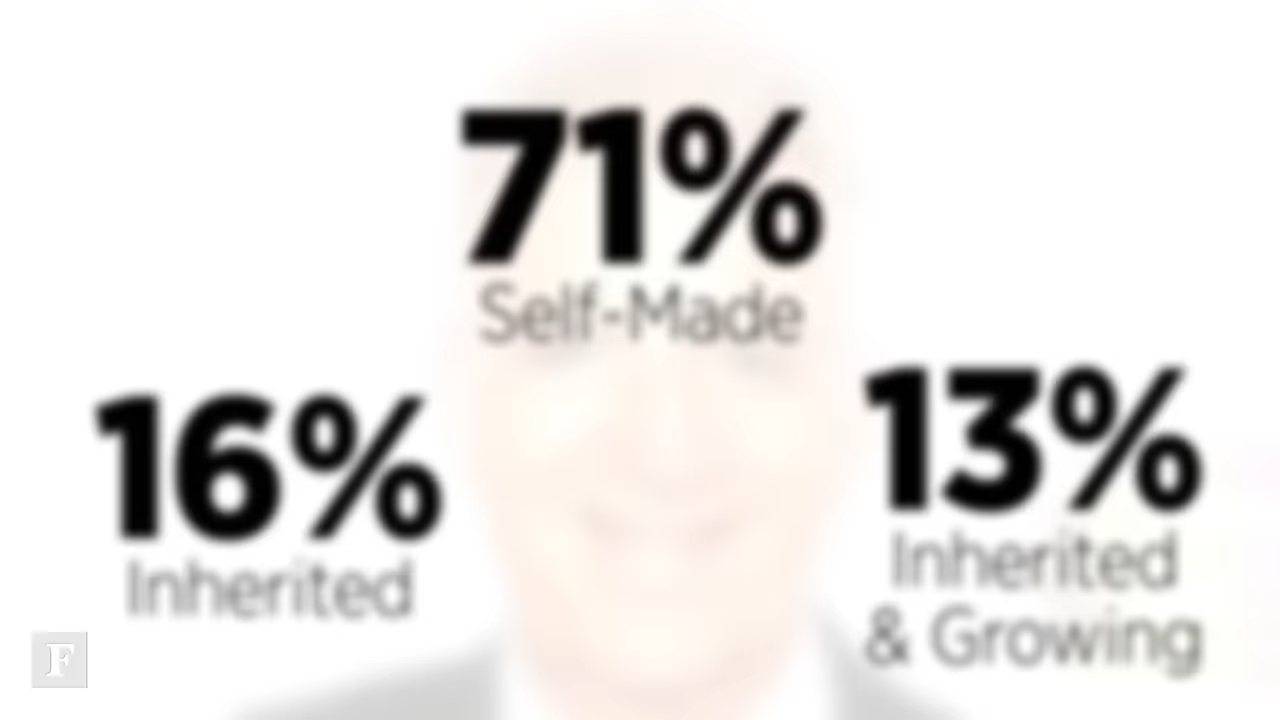 71%
Self-Made
16%
Inherited
13%
Inherited
& Growing
F